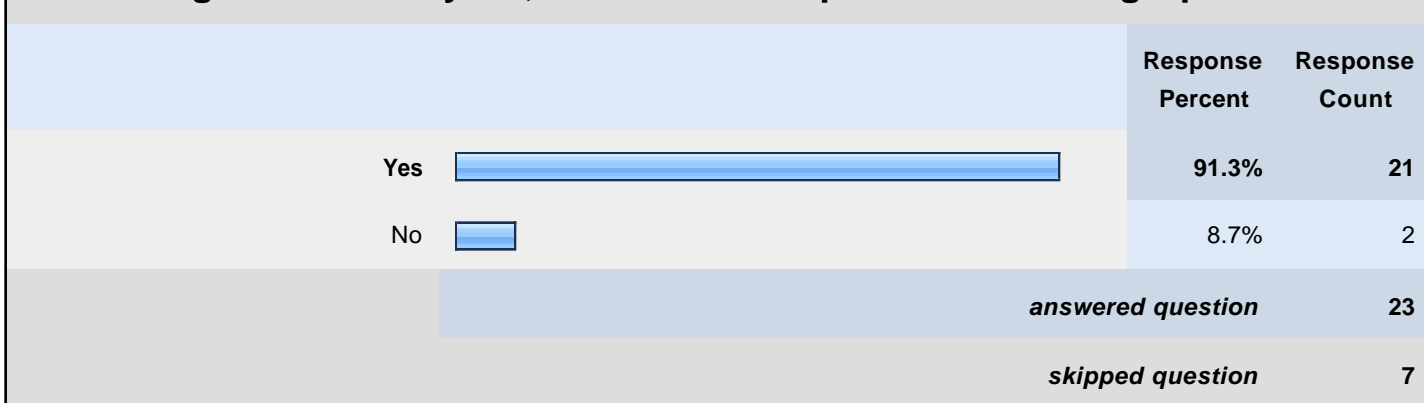 Response Response
Percent Count
Yes 91.3% 21
No 8.7% 2
answered question 23
skipped question 7